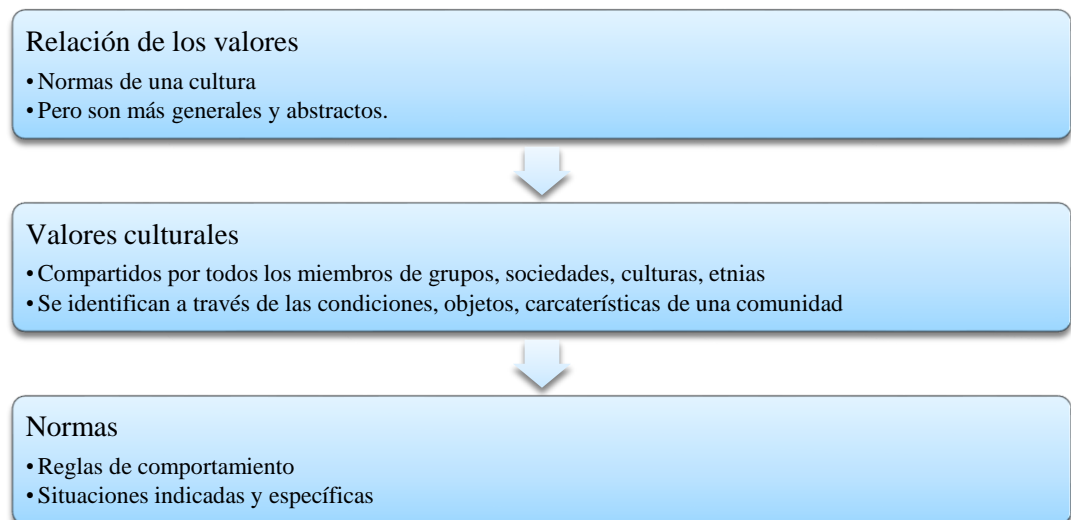 Relación de los valores
• Normas de una cultura
• Pero son más generales y abstractos.
Valores culturales
• Compartidos por todos los miembros de grupos, sociedades, culturas, etnias
• Se identifican a través de las condiciones, objetos, carcaterísticas de una comunidad
Normas
• Reglas de comportamiento
• Situaciones indicadas y específicas